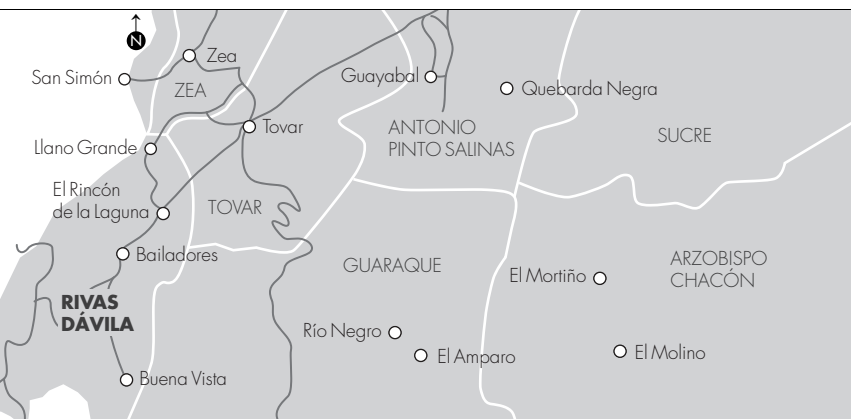 N
Zea
San Simón
ZEA
Guayabal
Quebarda Negra
Tovar
ANTONIO
PINTO SALINAS
SUCRE
Llano Grande
El Rincón
de la Laguna
TOVAR
Bailadores
GUARAQUE
ARZOBISPO
CHACÓN
El Mortiño
RIVAS
DÁVILA
Río Negro
El Amparo
El Molino
Buena Vista